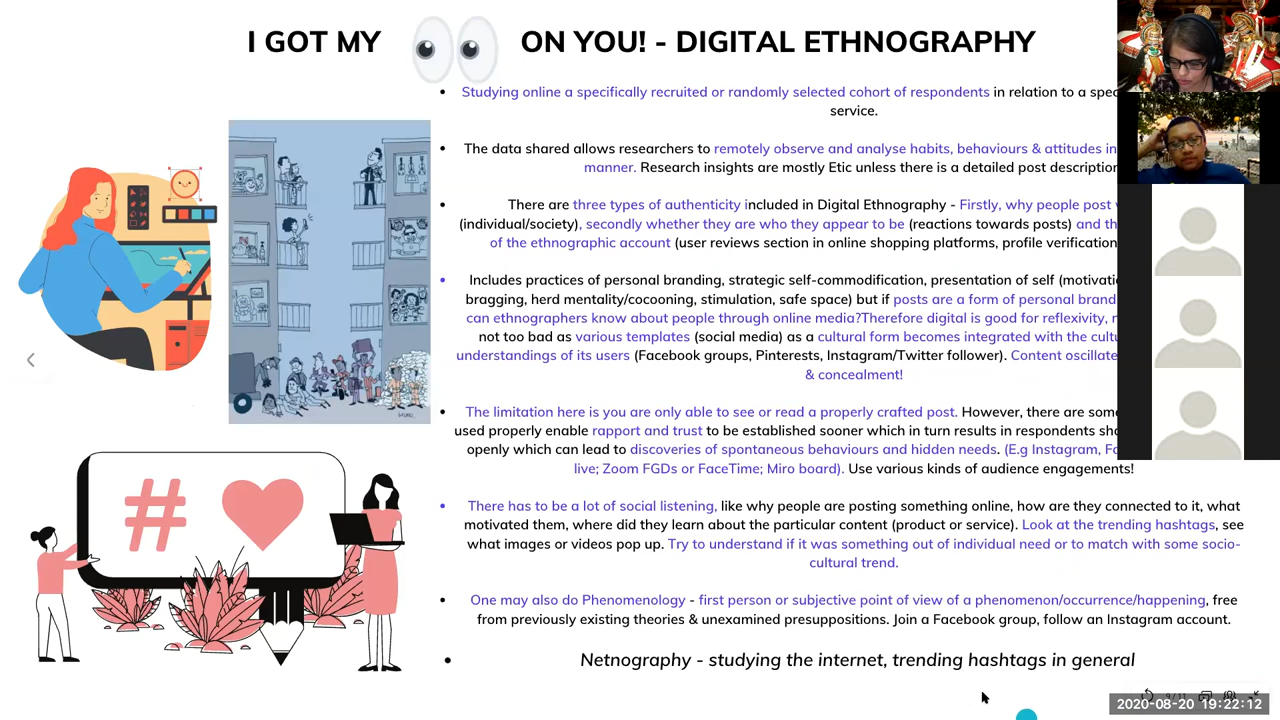 I GOT MY ON YOU! - DIGITAL ETHNOGRAPHY
Studying online a specifically recruited or randomly selected cohort of respondents in relation to a
service.
The data shared allows researchers to remotely observe and analyse habits, behaviours & attitudes in
manner. Research insights are mostly Etic unless there is a detailed post description
There are three types of authenticity included in Digital Ethnography - Firstly, why people post
(individual/society), secondly whether they are who they appear to be (reactions towards posts) and
of the ethnographic account (user reviews section in online shopping platforms, profile verification
Includes practices of personal branding, strategic self-commodification, presentation of self
bragging, herd mentality/cocooning, stimulation, safe space) but if posts are a form of personal
can ethnographers know about people through online media?Therefore digital is good for reflexivity,
not too bad as various templates (social media) as a cultural form becomes integrated with the
understandings of its users (Facebook groups, Pinterests, Instagram/Twitter follower). Content
& concealment!
The limitation here is you are only able to see or read a properly crafted post. However, there are
used properly enable rapport and trust to be established sooner which in turn results in respondents
openly which can lead to discoveries of spontaneous behaviours and hidden needs. (E.g Instagram,
live; Zoom FGDs or FaceTime; Miro board). Use various kinds of audience engagements!
There has to be a lot of social listening, like why people are posting something online, how are they connected to it, what
motivated them, where did they learn about the particular content (product or service). Look at the trending hashtags, see
what images or videos pop up. Try to understand if it was something out of individual need or to match with some socio-
cultural trend.
One may also do Phenomenology - first person or subjective point of view of a phenomenon/occurrence/happening, free
from previously existing theories & unexamined presuppositions. Join a Facebook group, follow an Instagram account.
Netnography - studying the internet, trending hashtags in general
#
2020-08-20 19:22:12